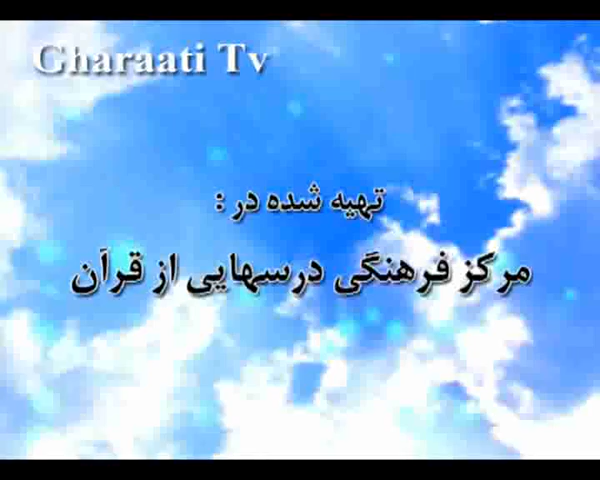 Gharaati Tv
تهیه شده در :
مرکز فرهنگی درسهایی از قرآن